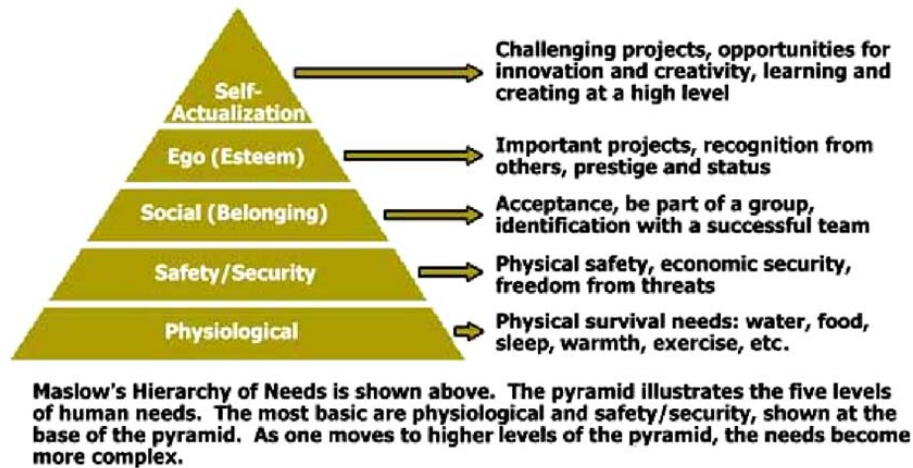 Self-
Actualization
Challenging projects, opportunities for
innovation and creativity, learning and
creating at a high level
Ego (Esteem)
Important projects, recognition from
others, prestige and status
Social (Belonging)
Acceptance, be part of a group,
identification with a successful team
Safety/Security
Physical safety, economic security,
freedom from threats
Physiological
Physical survival needs: water, food,
sleep, warmth, exercise, etc.
Maslow's Hierarchy of Needs is shown above. The pyramid illustrates the five levels
of human needs. The most basic are physiological and safety/security, shown at the
base of the pyramid. As one moves to higher levels of the pyramid, the needs become
more complex.